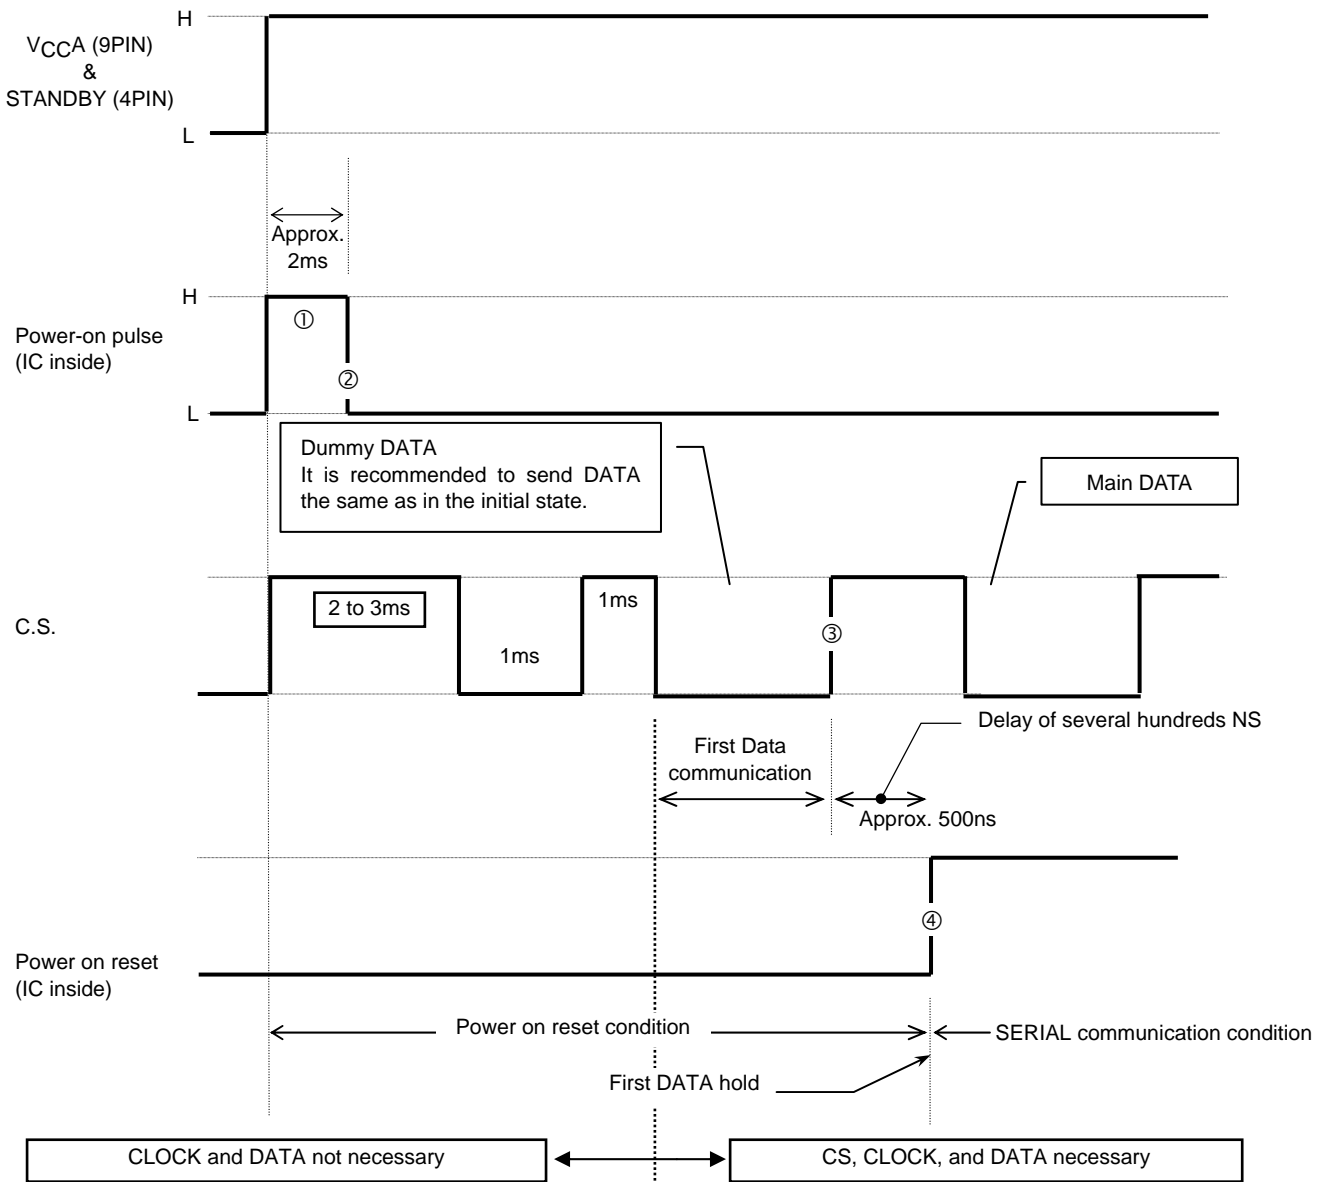 H
VCCA (9PIN)
&
STANDBY (4PIN)
L
Approx.
2ms
H
①
Power-on pulse
(IC inside)
②
L
Dummy DATA
It is recommended to send DATA
the same as in the initial state.
Main DATA
2 to 3ms
1ms
C.S.
1ms
③
Delay of several hundreds NS
First Data
communication
Approx. 500ns
④
Power on reset
(IC inside)
Power on reset condition
SERIAL communication condition
First DATA hold
CLOCK and DATA not necessary
CS, CLOCK, and DATA necessary